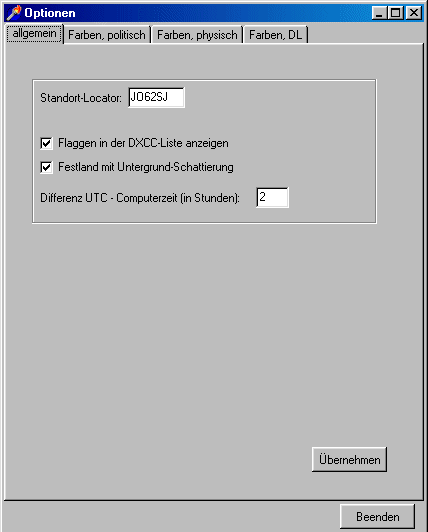 Optionen
allgemein Farben, politisch Farben, physisch Farben, DL
Standort-Locator: JO62SJ
Flaggen in der DXCC-Liste anzeigen
Festland mit Untergrund-Schattierung
Differenz UTC - Computerzeit (in Stunden): 2
Übernehmen
Beenden